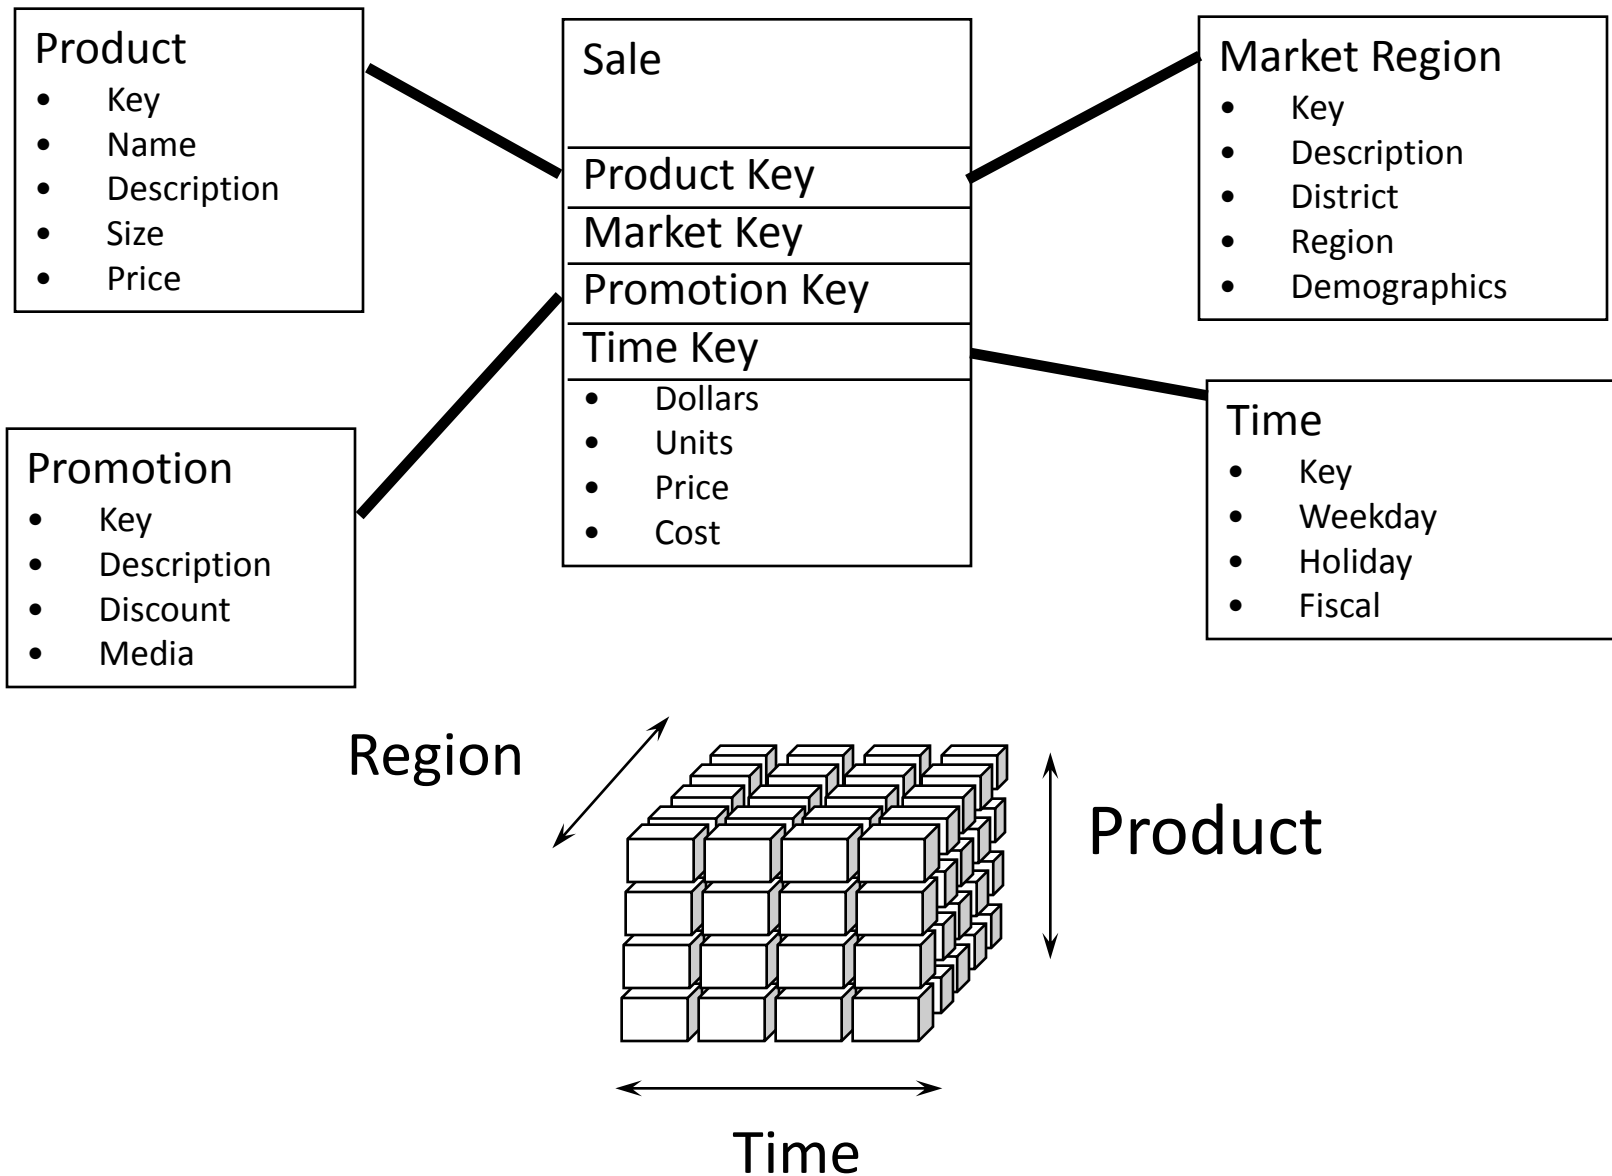 Product
• Key
• Name
• Description
• Size
• Price
Sale
Product Key
Market Key
Promotion Key
Time Key
• Dollars
• Units
• Price
• Cost
Market Region
• Key
• Description
• District
• Region
• Demographics
Promotion
• Key
• Description
• Discount
• Media
Time
• Key
• Weekday
• Holiday
• Fiscal
Region
Product
Time